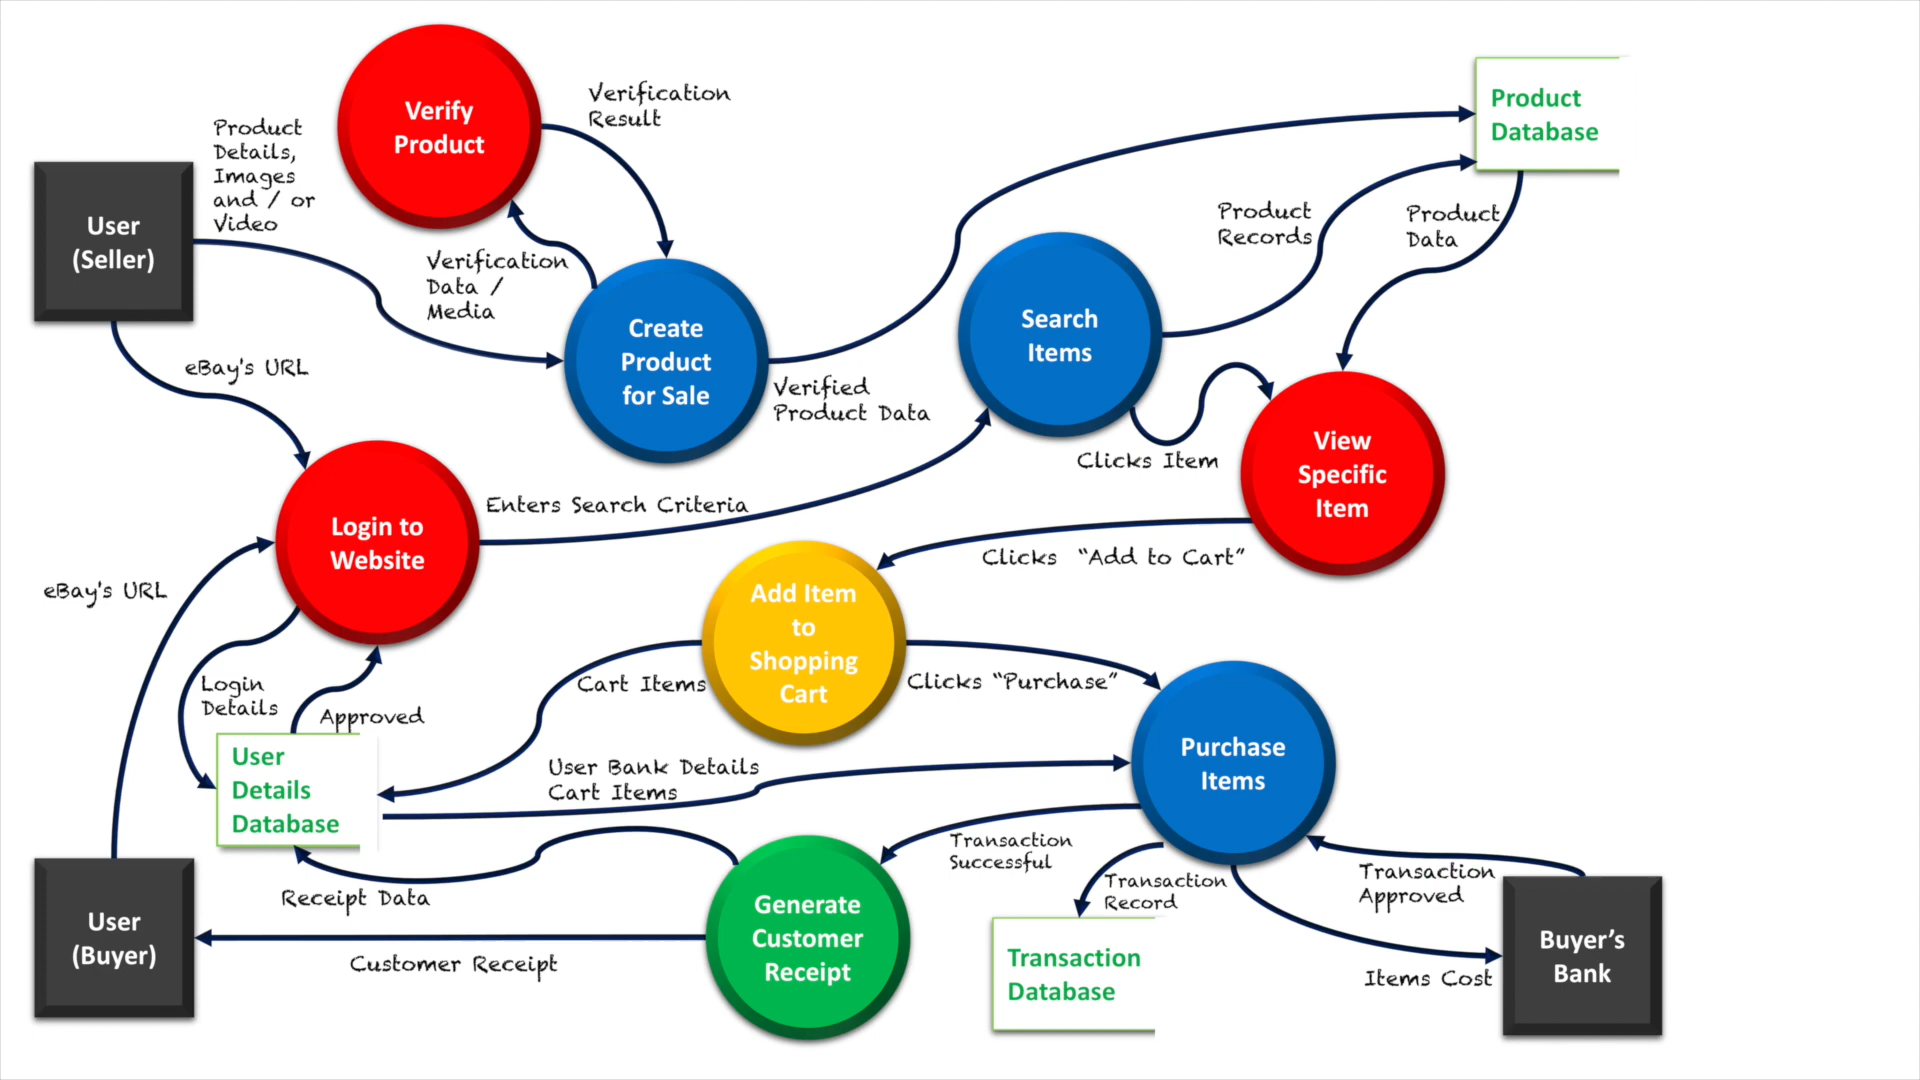 Verify
Product
Verification
Result
Product
Details,
Images
and / or
Video
User
(Seller)
Verification
Data /
Media
Create
Product
for Sale
Verified
Product Data
Product
Database
Product
Records
Product
Data
Search
Items
Clicks Item
View
Specific
Item
eBay's URL
Login to
Website
Enters Search Criteria
eBay's URL
Clicks “Add to Cart”
Add Item
to
Shopping
Cart
Login
Details
Approved
Cart Items
Clicks “Purchase”
User
Details
Database
User Bank Details
Cart Items
Purchase
Items
Transaction
Successful
Transaction
Record
Transaction
Approved
Receipt Data
User
(Buyer)
Customer Receipt
Generate
Customer
Receipt
Transaction
Database
Items Cost
Buyer’s
Bank